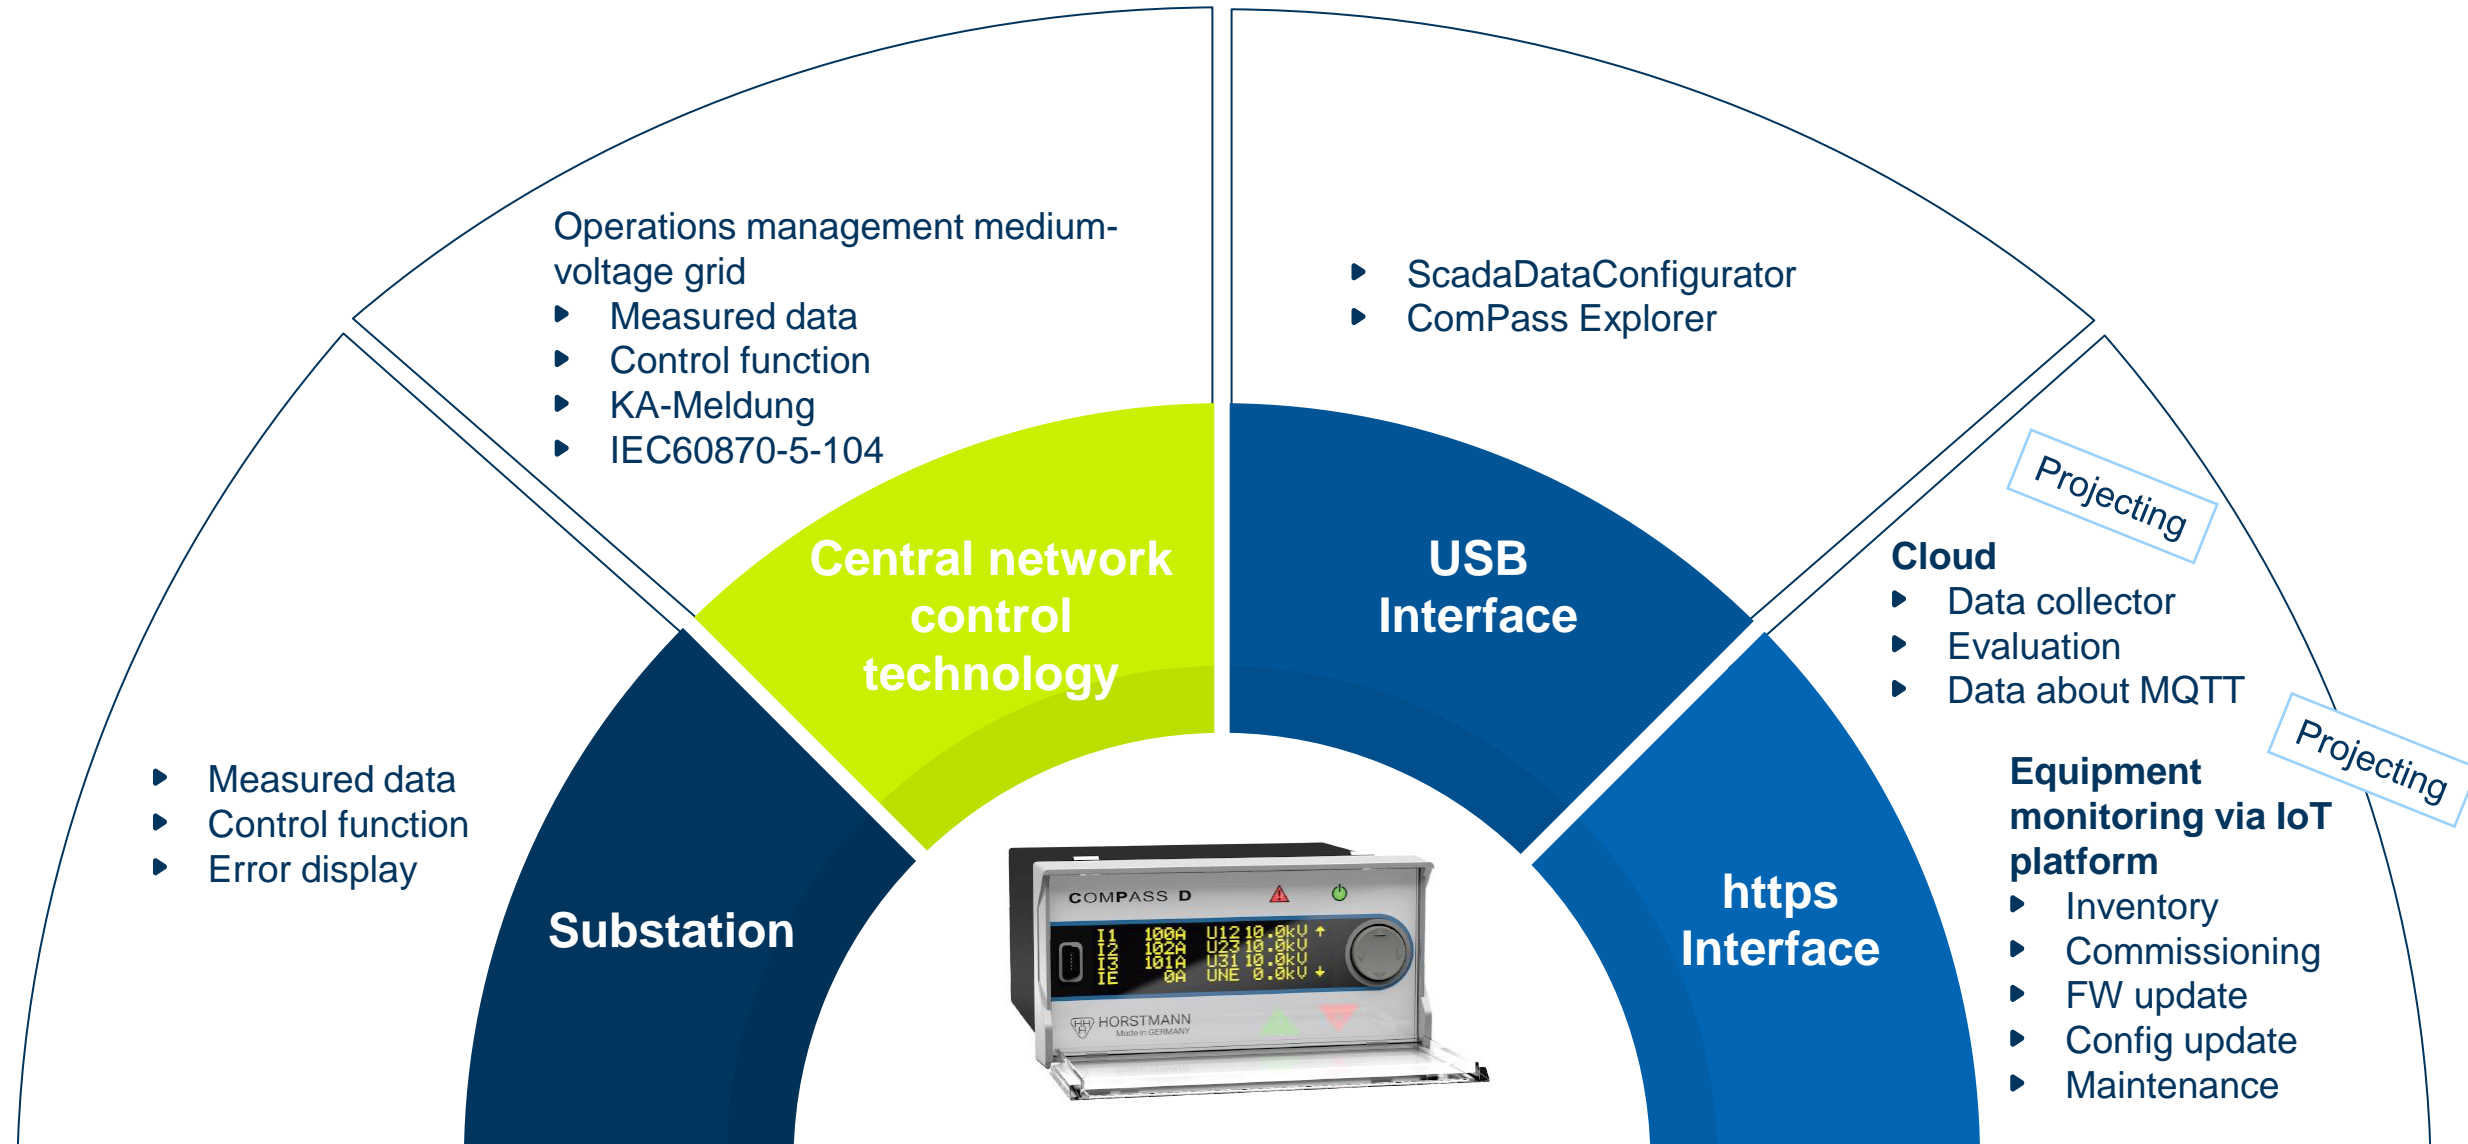 Operations management medium-
voltage grid
Measured data
Control function
KA-Meldung
IEC60870-5-104
ScadaDataConfigurator
ComPass Explorer
Projecting
Cloud
Data collector
Evaluation
Data about MQTT
Projecting
Equipment
monitoring via IoT
platform
Inventory
Commissioning
FW update
Config update
Maintenance
Measured data
Control function
Error display
Substation
Central network
control
technology
USB
Interface
https
Interface
COMPASS D
I1 100A U12 10.0kV
I2 102A U23 10.0kV
I3 101A U31 10.0kV
IE 0A UNE 0.0kV
HORSTMANN
Made in GERMANY